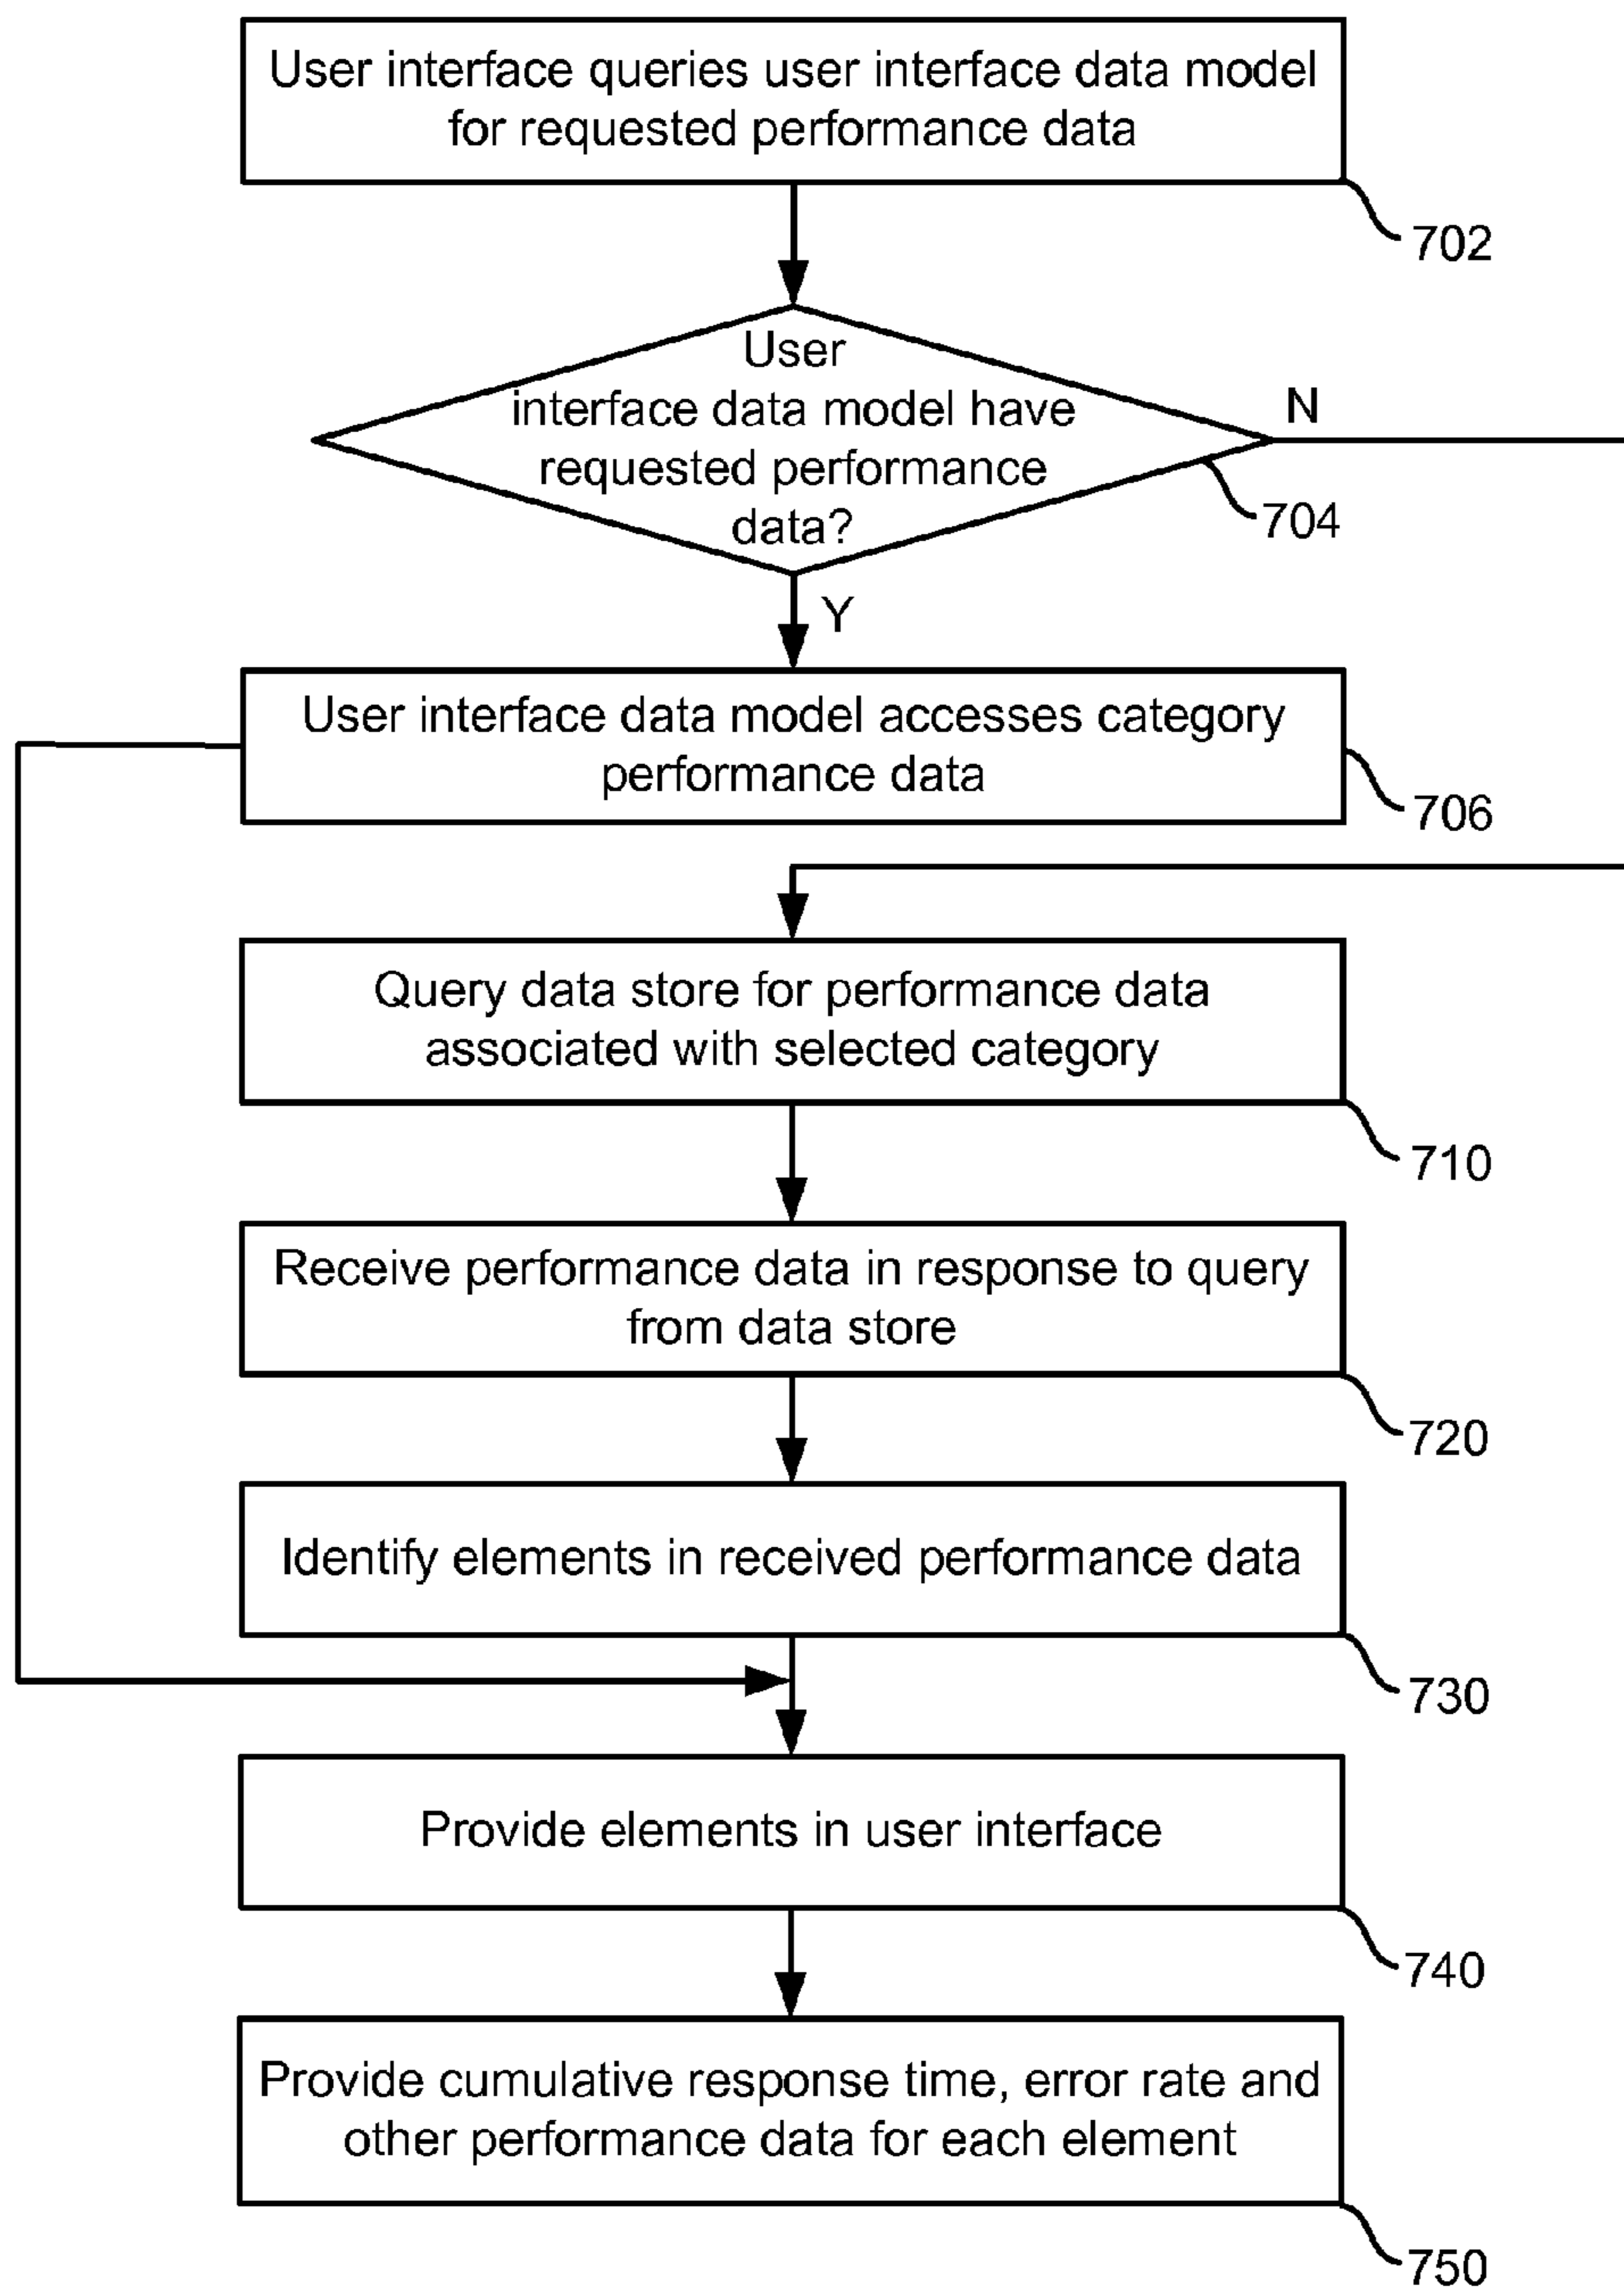 User interface queries user interface data model
for requested performance data
702
User
interface data model have
requested performance
data?
N
704
Y
User interface data model accesses category
performance data
706
Query data store for performance data
associated with selected category
710
Receive performance data in response to query
from data store
720
Identify elements in received performance data
730
Provide elements in user interface
740
Provide cumulative response time, error rate and
other performance data for each element
750